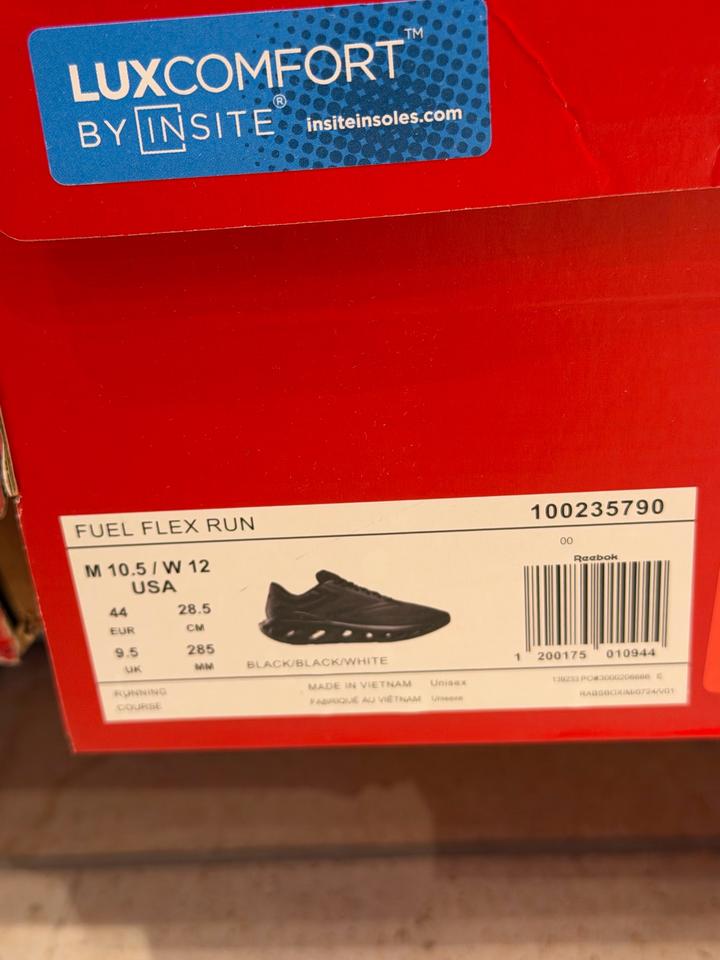 LUXCOMFORT™
BY INSITE® insiteinsoles.com
FUEL FLEX RUN 100235790
00
M 10.5 / W 12
USA
Reebok
44 28.5
EUR CM
9.5 285
UK MM
BLACK/BLACK/WHITE
1 200175 010944
RUNNING MADE IN VIETNAM Unisex
COURSE FABRIQUÉ AU VIÊTNAM Unisexe